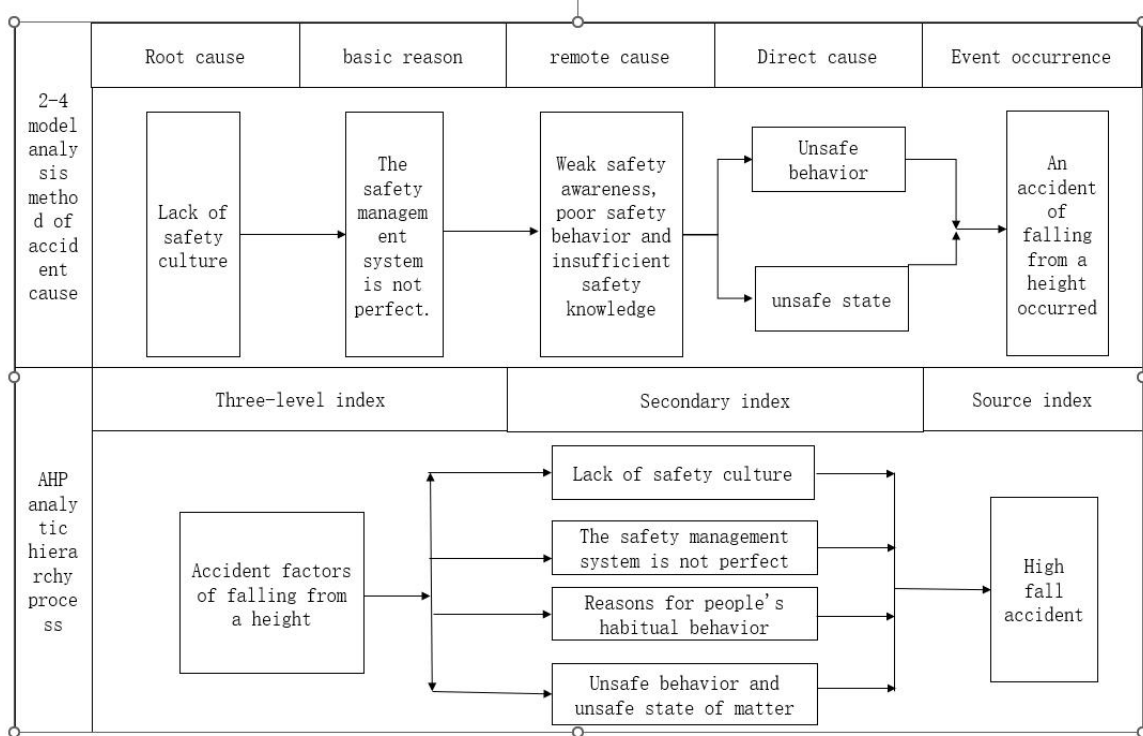 Root cause
basic reason
remote cause
Direct cause
Event occurrence
2-4
model
analy
sis
metho
d of
accid
ent
cause
Lack of
safety
culture
The
safety
managem
ent
system
is not
perfect.
Weak safety
awareness,
poor safety
behavior and
insufficient
safety
knowledge
Unsafe
behavior
unsafe state
An
accident
of
falling
from a
height
occurred
Three-level index
Secondary index
Source index
AHP
analy
tic
hiera
rchy
proce
ss
Accident factors
of falling from
a height
Lack of safety culture
The safety management
system is not perfect
Reasons for people's
habitual behavior
Unsafe behavior and
unsafe state of matter
High
fall
accident